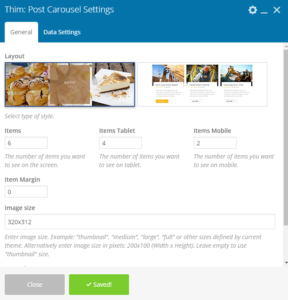 Thim: Post Carousel Settings
General Data Settings
Layout
Select type of style.
Items Items Tablet Items Mobile
6 4 2
The number of items you want to see on the screen. The number of items you want to see on tablet. The number of items you want to see on mobile.
Item Margin
0
Image size
320x312
Enter image size. Example: "thumbnail", "medium", "large", "full" or other sizes defined by current theme. Alternatively enter image size in pixels: 200x100 (Width x Height). Leave empty to use "thumbnail" size.
Close ✓ Saved!